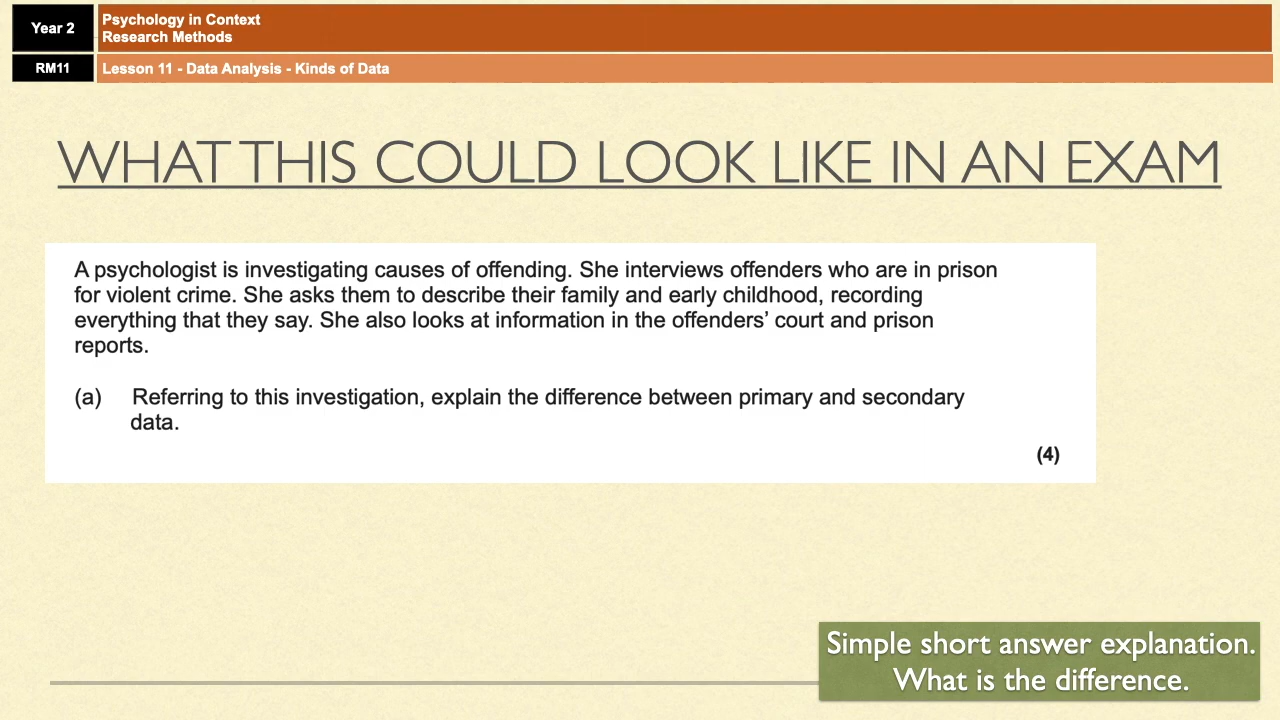 Year 2
Psychology in Context
Research Methods
RM11
Lesson 11 - Data Analysis - Kinds of Data
WHAT THIS COULD LOOK LIKE IN AN EXAM
A psychologist is investigating causes of offending. She interviews offenders who are in prison
for violent crime. She asks them to describe their family and early childhood, recording
everything that they say. She also looks at information in the offenders’ court and prison
reports.
(a) Referring to this investigation, explain the difference between primary and secondary
data.
(4)
Simple short answer explanation.
What is the difference.